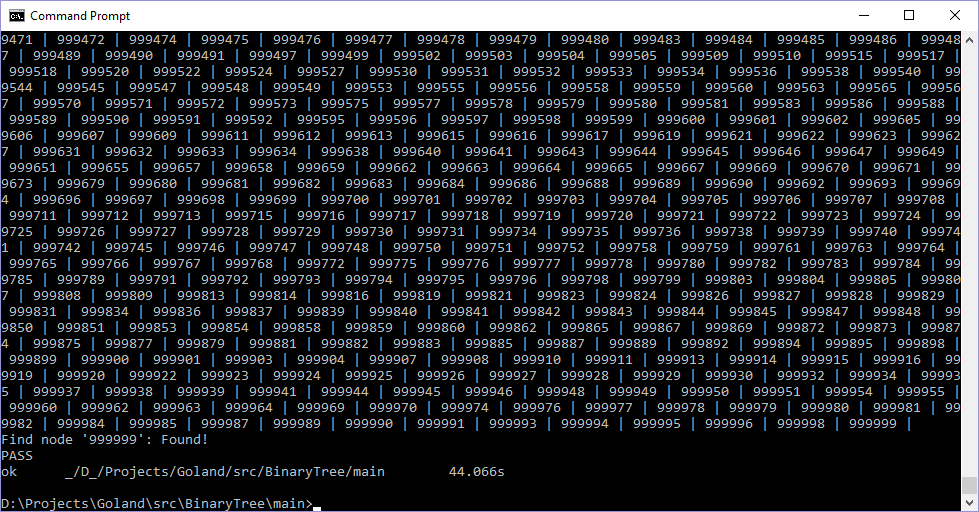 Command Prompt
9471 | 999472 | 999474 | 999475 | 999476 | 999477 | 999478 | 999479 | 999480 | 999483 | 999484 | 999485 | 999486 | 99948
7 | 999489 | 999490 | 999491 | 999497 | 999499 | 999502 | 999503 | 999504 | 999505 | 999509 | 999510 | 999515 | 999517 |
999518 | 999520 | 999522 | 999524 | 999527 | 999530 | 999531 | 999532 | 999533 | 999534 | 999536 | 999538 | 999540 | 99
9544 | 999545 | 999547 | 999548 | 999549 | 999553 | 999555 | 999556 | 999558 | 999559 | 999560 | 999563 | 999565 | 99956
7 | 999570 | 999571 | 999572 | 999573 | 999575 | 999577 | 999578 | 999579 | 999580 | 999581 | 999583 | 999586 | 999588 |
999589 | 999590 | 999591 | 999592 | 999595 | 999596 | 999597 | 999598 | 999599 | 999600 | 999601 | 999602 | 999605 | 99
9606 | 999607 | 999609 | 999611 | 999612 | 999613 | 999615 | 999616 | 999617 | 999619 | 999621 | 999622 | 999623 | 99962
7 | 999631 | 999632 | 999633 | 999634 | 999638 | 999640 | 999641 | 999643 | 999644 | 999645 | 999646 | 999647 | 999649 |
999651 | 999655 | 999657 | 999658 | 999659 | 999662 | 999663 | 999664 | 999665 | 999667 | 999669 | 999670 | 999671 | 99
9673 | 999679 | 999680 | 999681 | 999682 | 999683 | 999684 | 999686 | 999688 | 999689 | 999690 | 999692 | 999693 | 99969
4 | 999696 | 999697 | 999698 | 999699 | 999700 | 999701 | 999702 | 999703 | 999704 | 999705 | 999706 | 999707 | 999708 |
999711 | 999712 | 999713 | 999715 | 999716 | 999717 | 999718 | 999719 | 999720 | 999721 | 999722 | 999723 | 999724 | 99
9725 | 999726 | 999727 | 999728 | 999729 | 999730 | 999731 | 999734 | 999735 | 999736 | 999738 | 999739 | 999740 | 99974
1 | 999742 | 999745 | 999746 | 999747 | 999748 | 999750 | 999751 | 999752 | 999758 | 999759 | 999761 | 999763 | 999764 |
999765 | 999766 | 999767 | 999768 | 999772 | 999775 | 999776 | 999777 | 999778 | 999780 | 999782 | 999783 | 999784 | 99
9785 | 999789 | 999791 | 999792 | 999793 | 999794 | 999795 | 999796 | 999798 | 999799 | 999803 | 999804 | 999805 | 99980
7 | 999808 | 999809 | 999813 | 999814 | 999816 | 999819 | 999821 | 999823 | 999824 | 999826 | 999827 | 999828 | 999829 |
999831 | 999834 | 999836 | 999837 | 999839 | 999840 | 999841 | 999842 | 999843 | 999844 | 999845 | 999847 | 999848 | 99
9850 | 999851 | 999853 | 999854 | 999858 | 999859 | 999860 | 999862 | 999865 | 999867 | 999869 | 999872 | 999873 | 99987
4 | 999875 | 999877 | 999879 | 999881 | 999882 | 999883 | 999885 | 999887 | 999889 | 999892 | 999894 | 999895 | 999898 |
999899 | 999900 | 999901 | 999903 | 999904 | 999907 | 999908 | 999910 | 999911 | 999913 | 999914 | 999915 | 999916 | 99
9919 | 999920 | 999922 | 999923 | 999924 | 999925 | 999926 | 999927 | 999928 | 999929 | 999930 | 999932 | 999934 | 99993
5 | 999937 | 999938 | 999939 | 999941 | 999944 | 999945 | 999946 | 999948 | 999949 | 999950 | 999951 | 999954 | 999955 |
999960 | 999962 | 999963 | 999964 | 999969 | 999970 | 999974 | 999976 | 999977 | 999978 | 999979 | 999980 | 999981 | 99
9982 | 999984 | 999985 | 999987 | 999989 | 999990 | 999991 | 999993 | 999994 | 999995 | 999996 | 999998 | 999999 |
Find node '999999': Found!
PASS
ok      _/D_/Projects/Goland/src/BinaryTree/main        44.066s
D:\Projects\Goland\src\BinaryTree\main>